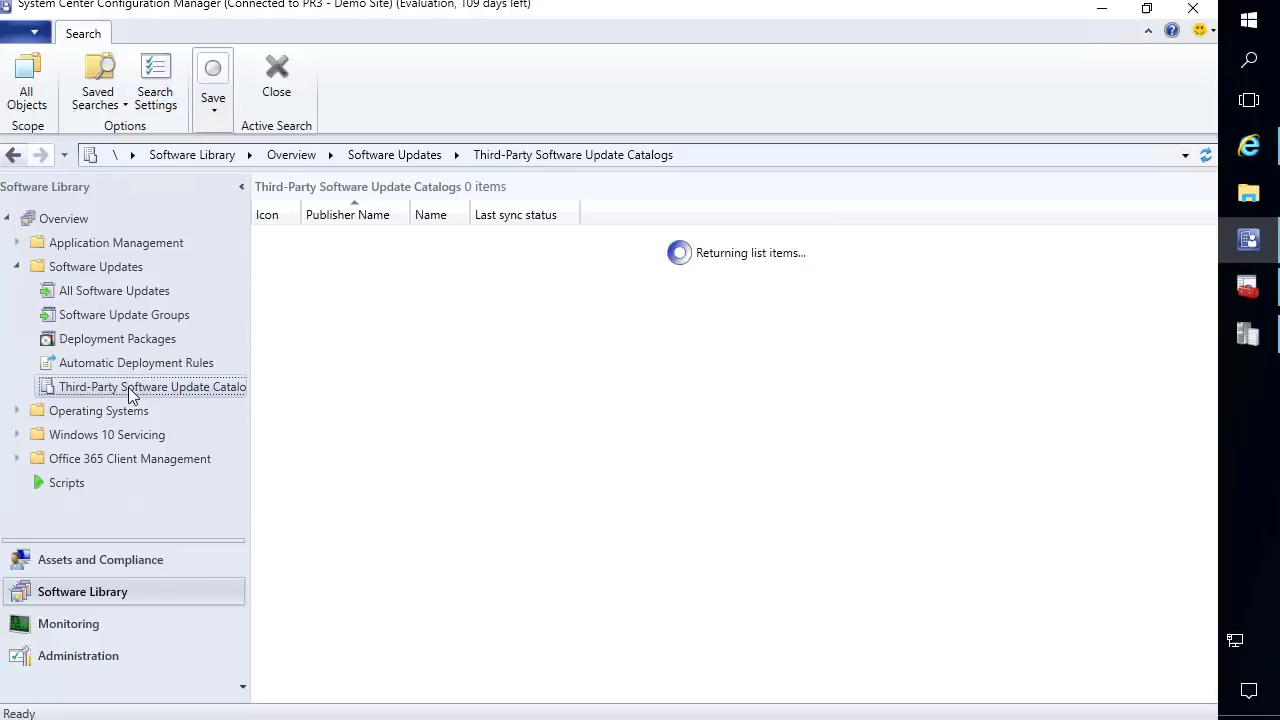 System Center Configuration Manager (Connected to PR3 - Demo Site) (Evaluation, 109 days left)
Search
All Objects
Saved Searches
Search Settings
Save
Close
Scope
Options
Active Search
\ Software Library Overview Software Updates Third-Party Software Update Catalogs
Software Library
Overview
Application Management
Software Updates
All Software Updates
Software Update Groups
Deployment Packages
Automatic Deployment Rules
Third-Party Software Update Catalo
Operating Systems
Windows 10 Servicing
Office 365 Client Management
Scripts
Assets and Compliance
Software Library
Monitoring
Administration
Third-Party Software Update Catalogs 0 items
Icon Publisher Name Name Last sync status
Returning list items...
Ready